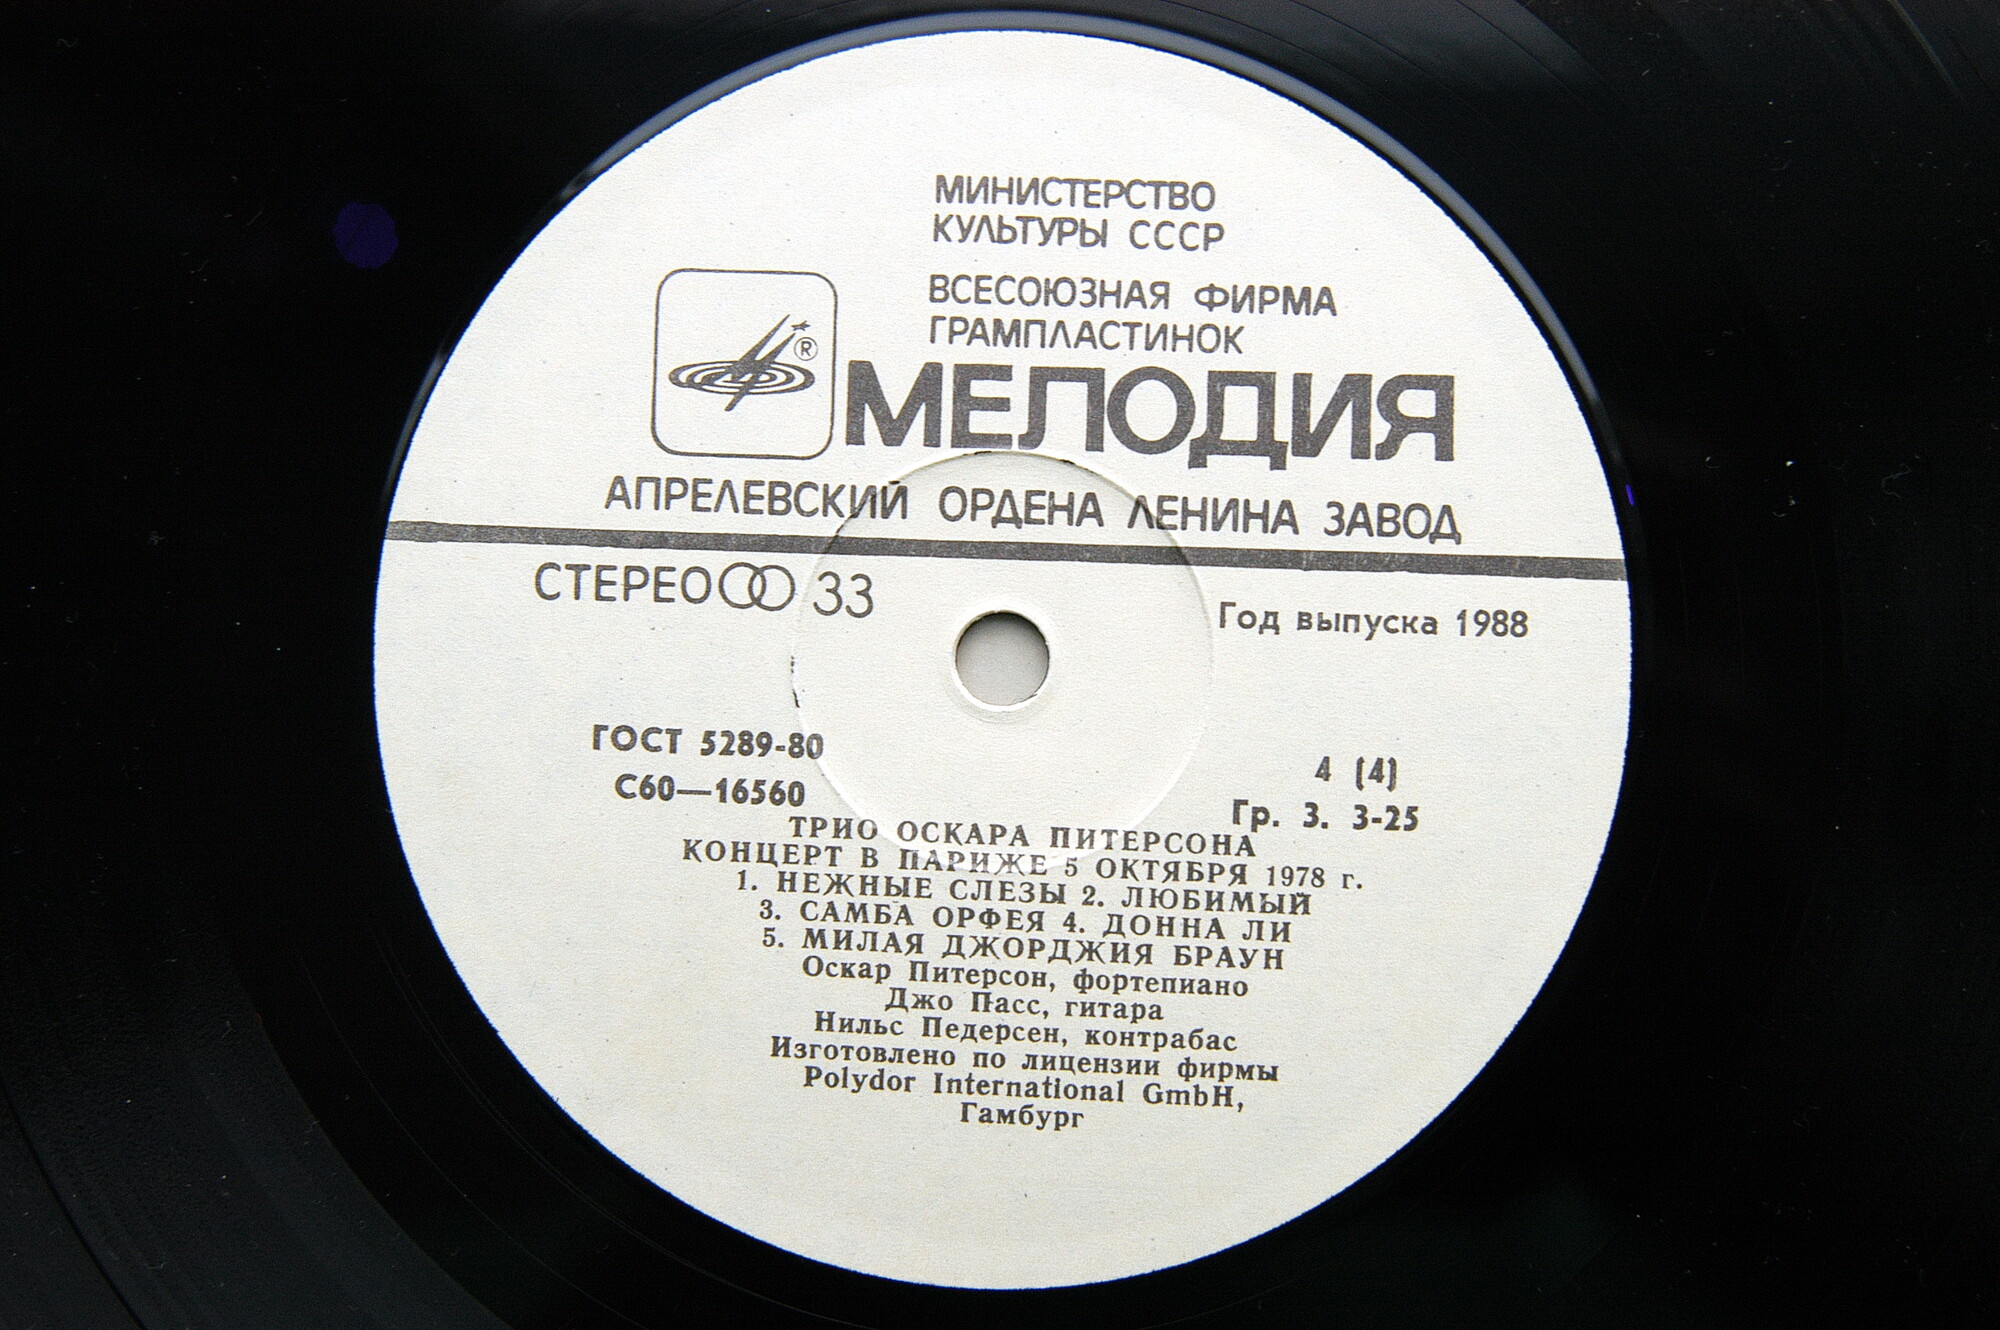 МИНИСТЕРСТВО
КУЛЬТУРЫ СССР
ВСЕСОЮЗНАЯ ФИРМА
ГРАМПЛАСТИНОК
®
МЕЛОДИЯ
АПРЕЛЕВСКИЙ ОРДЕНА ЛЕНИНА ЗАВОД
СТЕРЕО 33
Год выпуска 1988
ГОСТ 5289-80
С60—16560
4 (4)
Гр. 3. 3-25
ТРИО ОСКАРА ПИТЕРСОНА
КОНЦЕРТ В ПАРИЖЕ 5 ОКТЯБРЯ 1978 г.
1. НЕЖНЫЕ СЛЕЗЫ 2. ЛЮБИМЫЙ
3. САМБА ОРФЕЯ 4. ДОННА ЛИ
5. МИЛАЯ ДЖОРДЖИЯ БРАУН
Оскар Питерсон, фортепиано
Джо Пасс, гитара
Нильс Педерсен, контрабас
Изготовлено по лицензии фирмы
Polydor International GmbH,
Гамбург